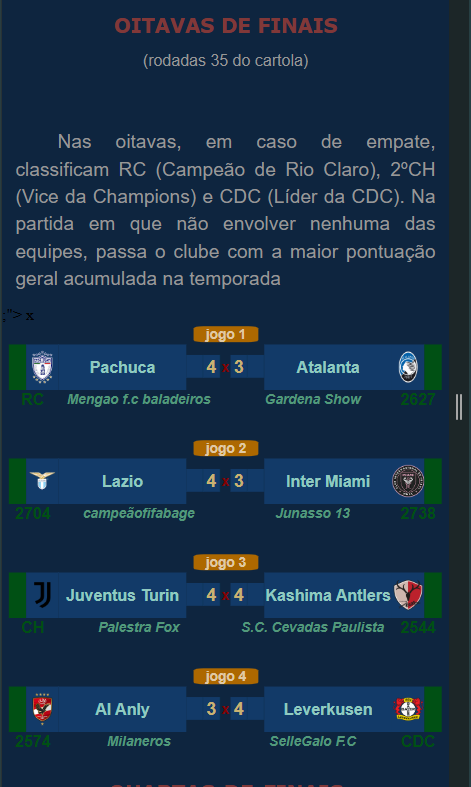 OITAVAS DE FINAIS
(rodadas 35 do cartola)
Nas oitavas, em caso de empate,
classificam RC (Campeão de Rio Claro), 2ºCH
(Vice da Champions) e CDC (Líder da CDC). Na
partida em que não envolver nenhuma das
equipes, passa o clube com a maior pontuação
geral acumulada na temporada
;"> x
jogo 1
Pachuca 4 x 3 Atalanta
RC Mengao f.c baladeiros Gardena Show 2627
jogo 2
Lazio 4 x 3 Inter Miami
2704 campeãofifabage Junasso 13 2738
jogo 3
Juventus Turin 4 x 4 Kashima Antlers
CH Palestra Fox S.C. Cevadas Paulista 2544
jogo 4
Al Anly 3 x 4 Leverkusen
2574 Milaneros SelleGalo F.C CDC
QUARTAS DE FINAIS